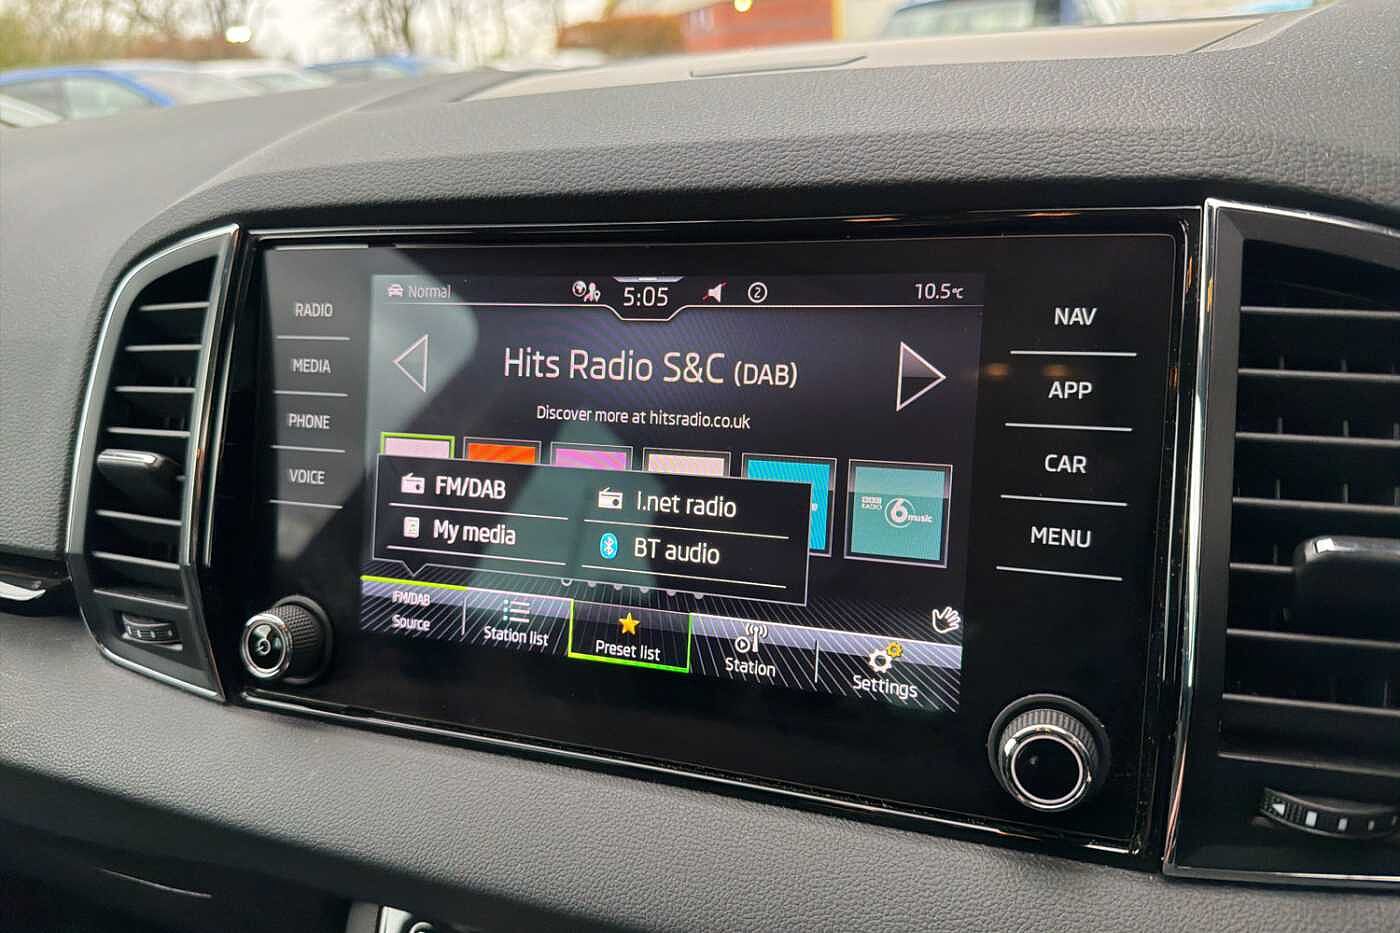 RADIO
MEDIA
PHONE
VOICE
Normal
5:05
2
10.5°C
Hits Radio S&C (DAB)
Discover more at hitsradio.co.uk
BBC
RADIO
6
music
FM/DAB
I.net radio
My media
BT audio
FM/DAB
Source
Station list
Preset list
Station
Settings
NAV
APP
CAR
MENU